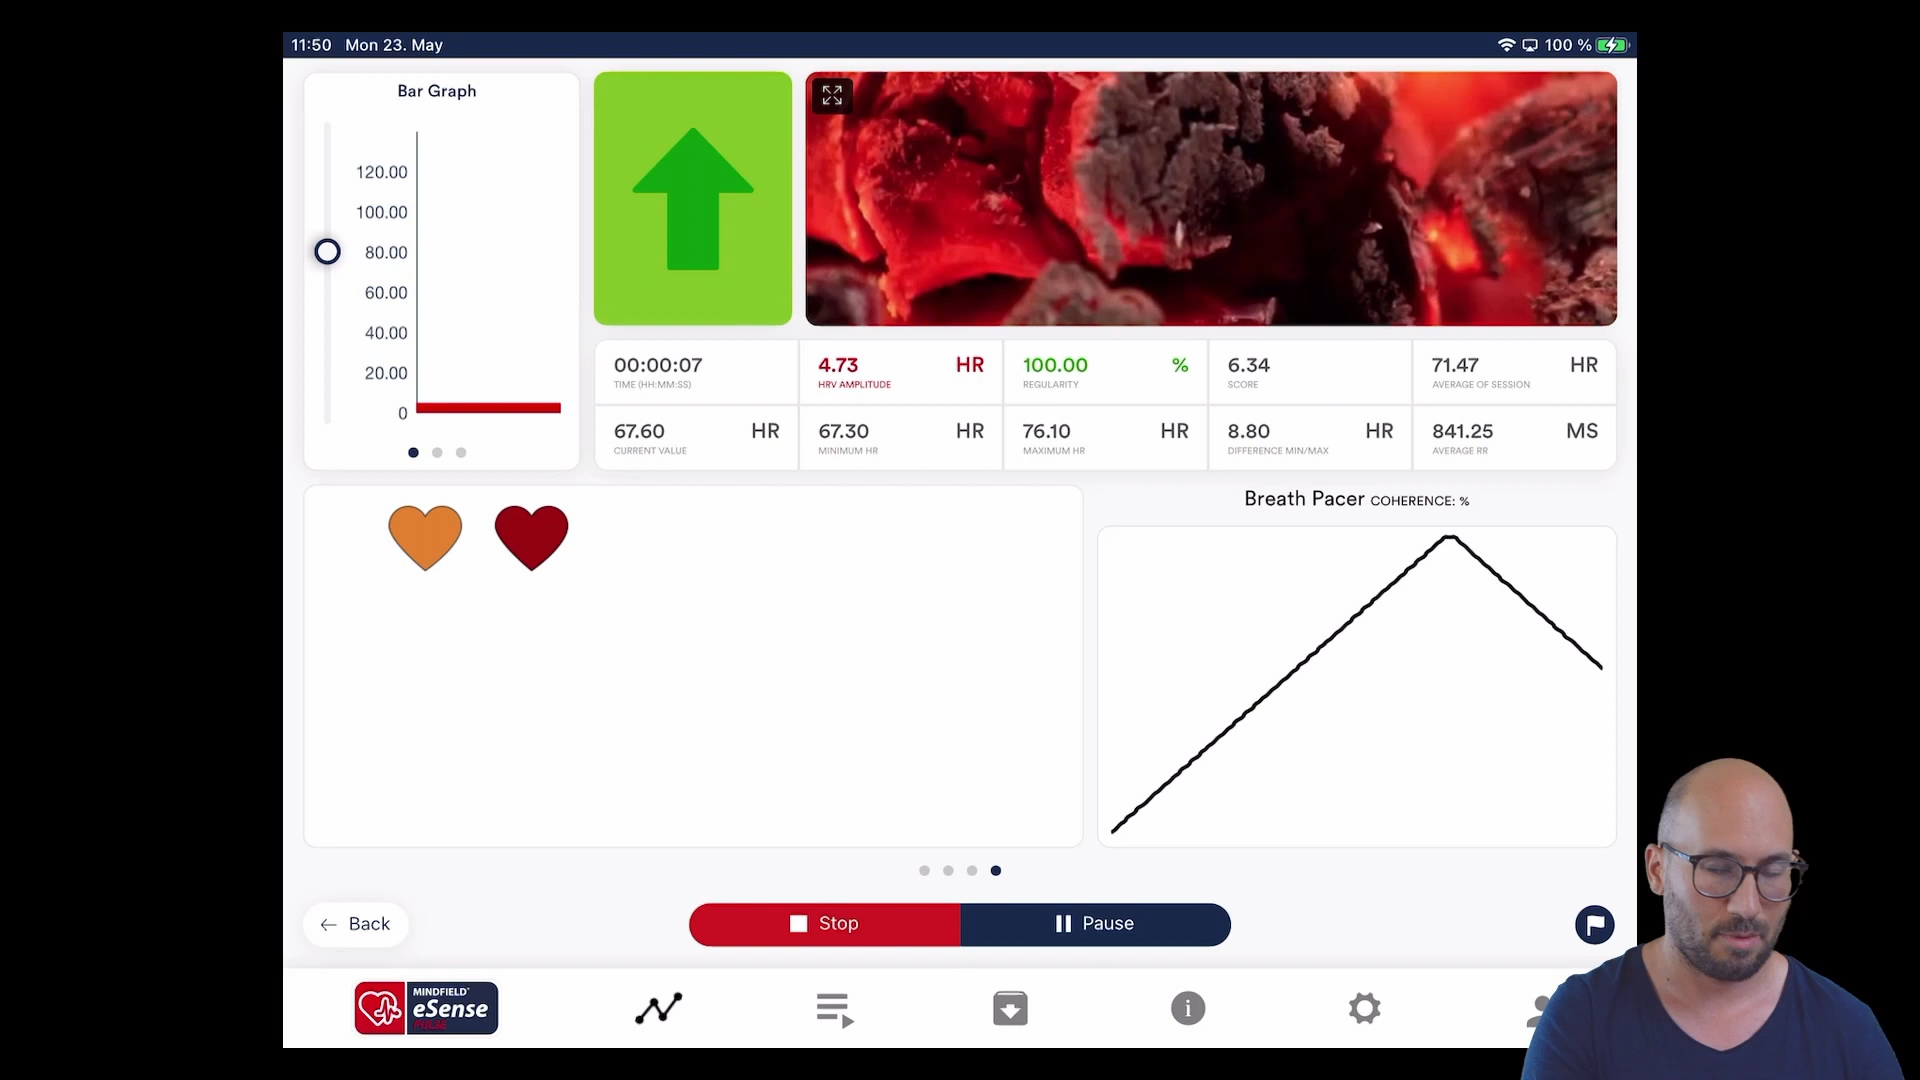 11:50 Mon 23. May
100 %
Bar Graph
120.00
100.00
80.00
60.00
40.00
20.00
0
00:00:07
TIME (HH:MM:SS)
4.73 HR
HRV AMPLITUDE
100.00 %
REGULARITY
6.34
SCORE
71.47 HR
AVERAGE OF SESSION
67.60 HR
CURRENT VALUE
67.30 HR
MINIMUM HR
76.10 HR
MAXIMUM HR
8.80 HR
DIFFERENCE MIN/MAX
841.25 MS
AVERAGE RR
Breath Pacer COHERENCE: %
Back
Stop
Pause
MINDFIELD
eSense
PULSE